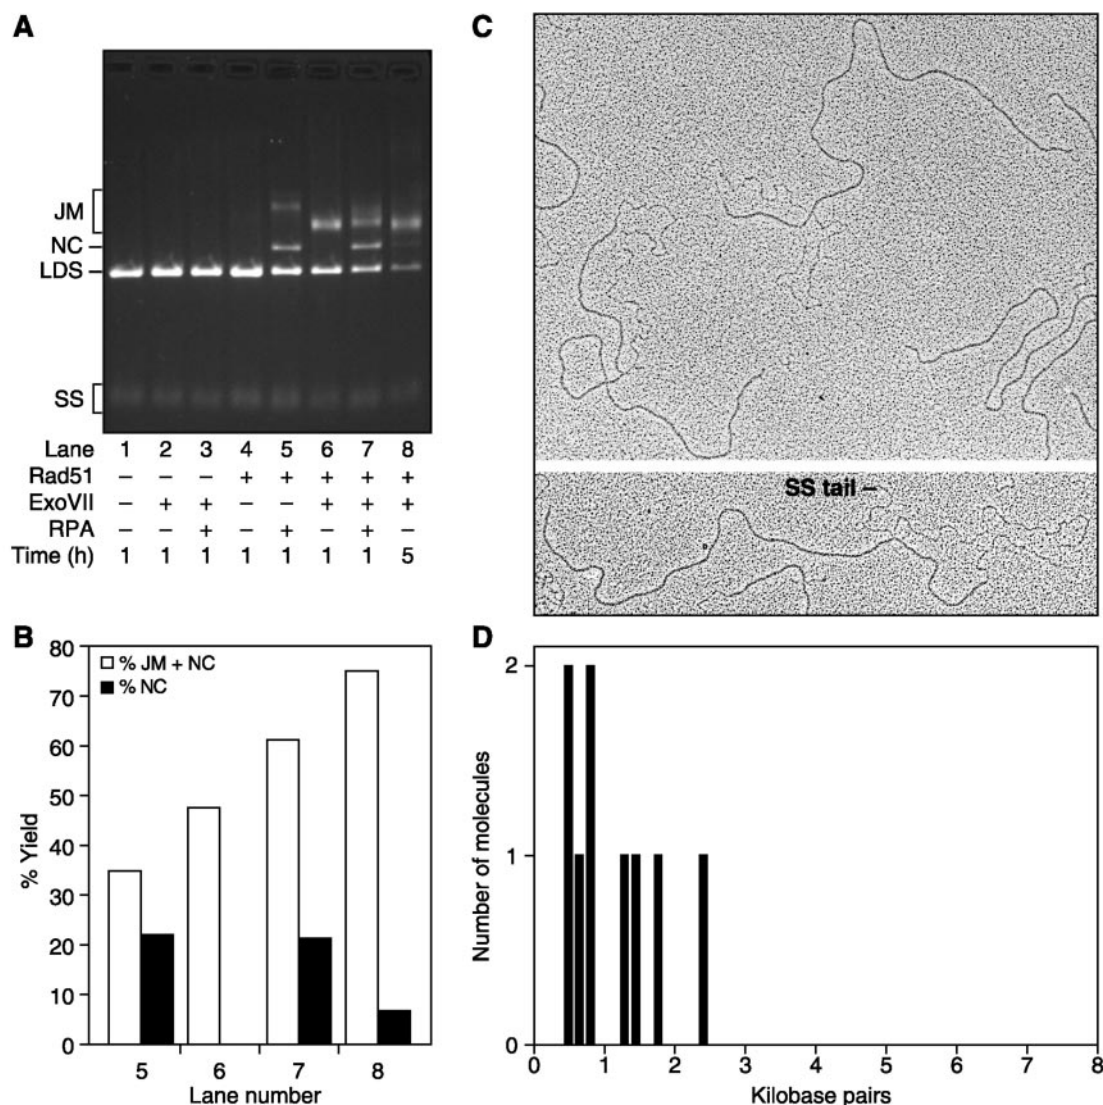 A
JM
NC
LDS
SS
Lane 1 2 3 4 5 6 7 8
Rad51 – – – + + + + +
ExoVII – + + – – + + +
RPA – – + – + – + –
Time (h) 1 1 1 1 1 1 1 5
B
80
70
60
50
40
30
20
10
0
% Yield
% JM + NC
% NC
5 6 7 8
Lane number
C
SS tail –
D
2
1
0
Number of molecules
0 1 2 3 4 5 6 7 8
Kilobase pairs